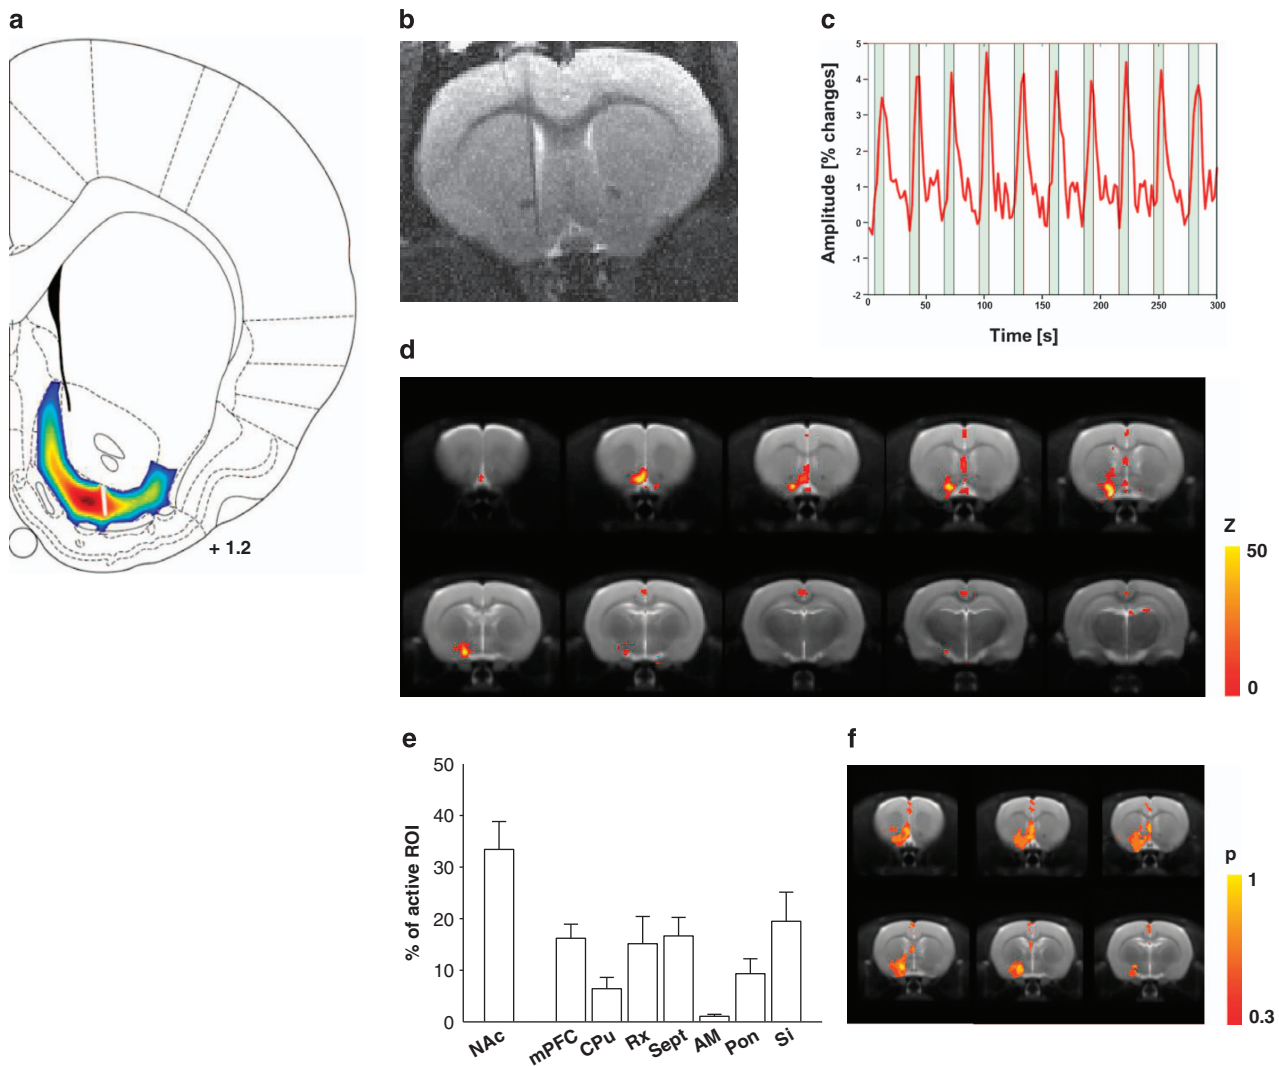 a
+ 1.2
b
c
Amplitude [% changes]
5
4
3
2
1
0
-1
-2
0 50 100 150 200 250 300
Time [s]
d
Z
50
0
e
% of active ROI
50
40
30
20
10
0
NAc mPFC CPu Rx Sept AM Pon Si
f
p
1
0.3